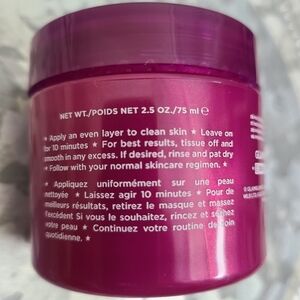 NET WT./POIDS NET 2.5 OZ./75 ml ℮
★ Apply an even layer to clean skin ★ Leave on
for 10 minutes ★ For best results, tissue off and
smooth in any excess. If desired, rinse and pat dry
★ Follow with your normal skincare regimen. ★
★ Appliquez uniformément sur une peau
nettoyée ★ Laissez agir 10 minutes ★ Pour de
meilleurs résultats, retirez le masque et massez
l'excédent Si vous le souhaitez, rincez et séchez
votre peau ★ Continuez votre routine de soin
quotidienne. ★